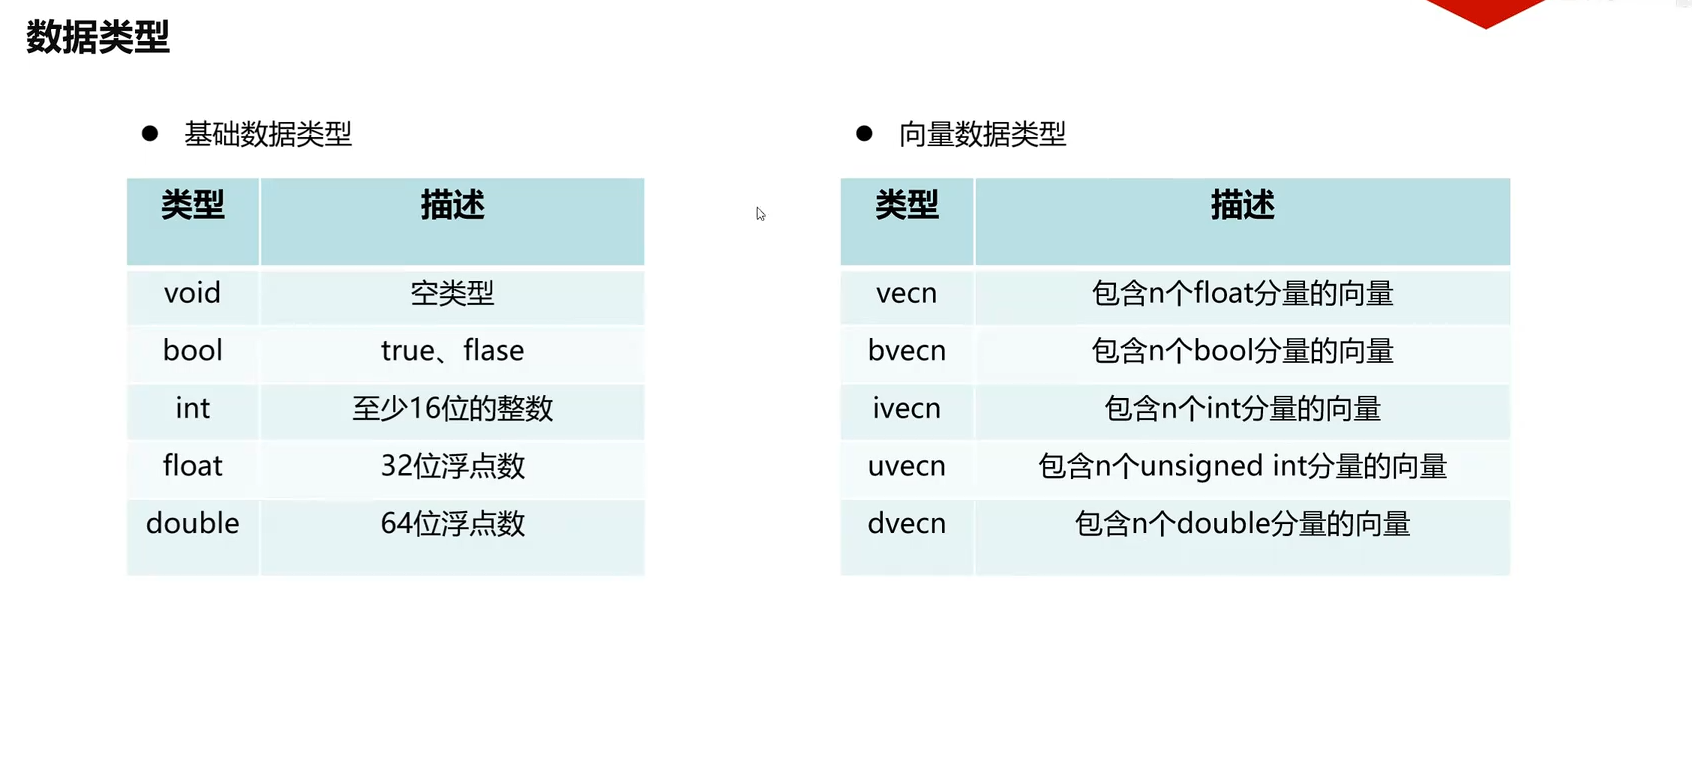 数据类型
● 基础数据类型
类型 描述
void 空类型
bool true、flase
int 至少16位的整数
float 32位浮点数
double 64位浮点数
● 向量数据类型
类型 描述
vecn 包含n个float分量的向量
bvecn 包含n个bool分量的向量
ivecn 包含n个int分量的向量
uvecn 包含n个unsigned int分量的向量
dvecn 包含n个double分量的向量